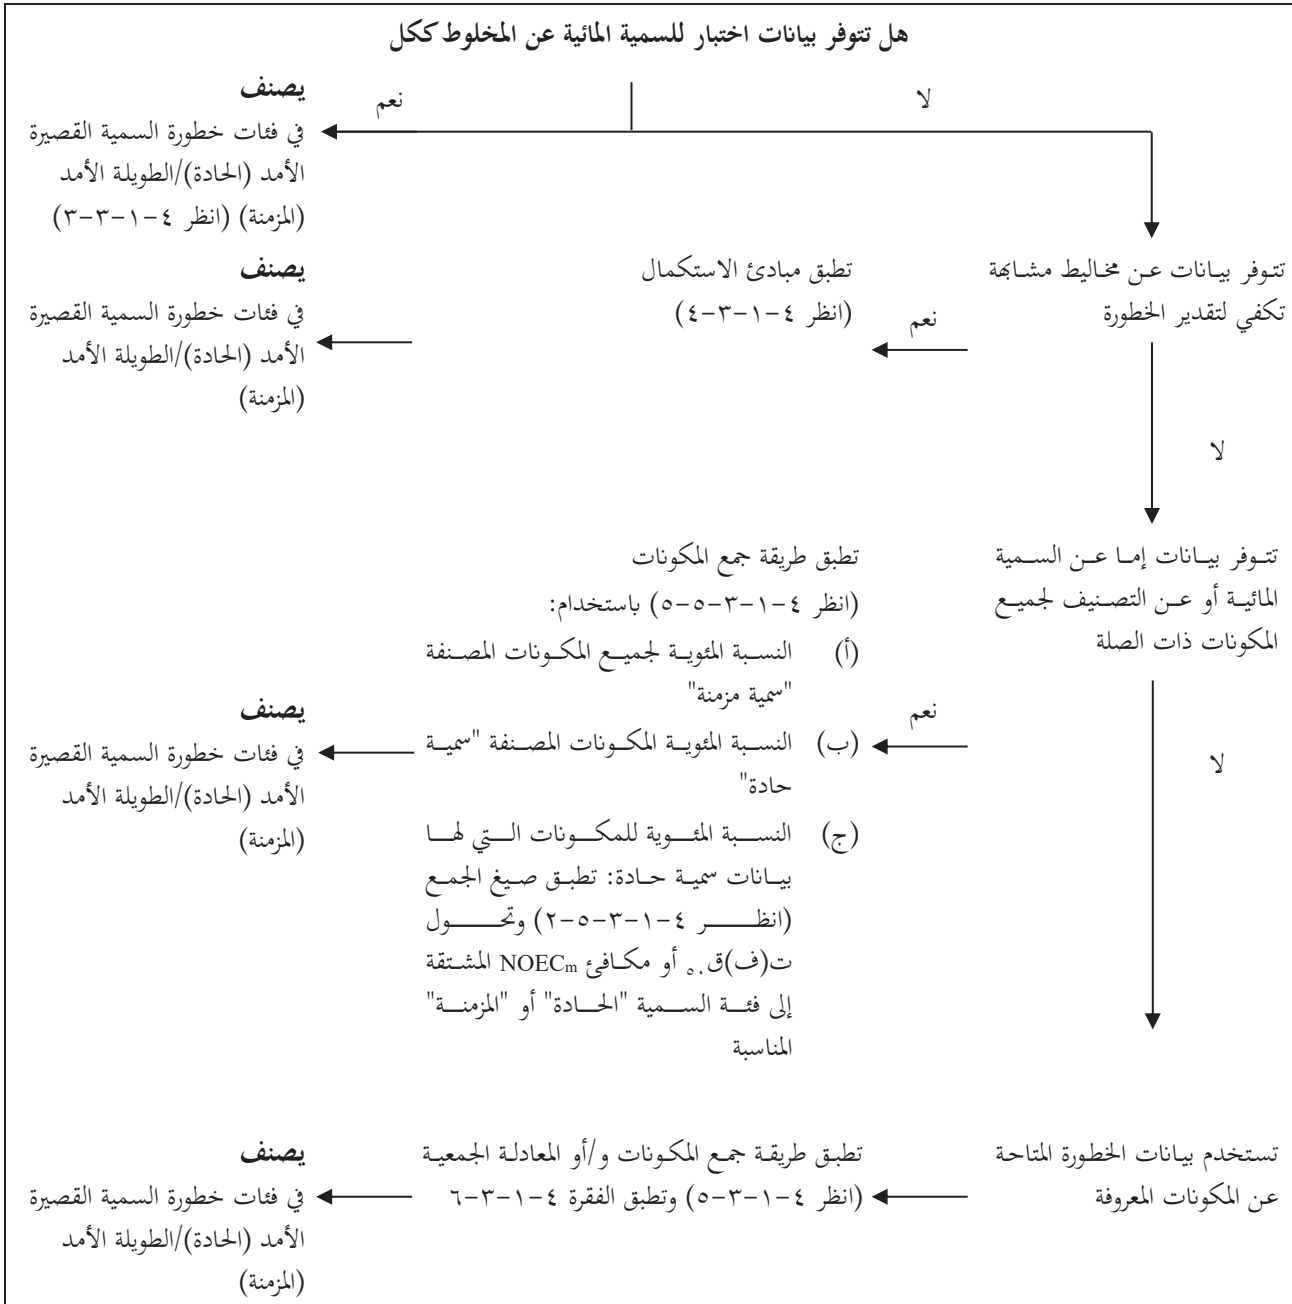 هل تتوفر بيانات اختبار للسمية المائية عن المخلوط ككل
لا
نعم
يصنف
في فئات خطورة السمية القصيرة
الأمد (الحادة)/الطويلة الأمد
(المزمنة) (انظر ٤-١-٣-٣)
تتوفر بيانات عن مخاليط مشابهة
تكفي لتقدير الخطورة
نعم
تطبق مبادئ الاستكمال
(انظر ٤-١-٣-٤)
يصنف
في فئات خطورة السمية القصيرة
الأمد (الحادة)/الطويلة الأمد
(المزمنة)
لا
تتوفر بيانات إما عن السمية
المائية أو عن التصنيف لجميع
المكونات ذات الصلة
نعم
تطبق طريقة جمع المكونات
(انظر ٤-١-٣-٥-٥) باستخدام:
(أ) النسبة المئوية لجميع المكونات المصنفة
"سمية مزمنة"
(ب) النسبة المئوية المكونات المصنفة "سمية
حادة"
(ج) النسبة المئوية للمكونات التي لها
بيانات سمية حادة: تطبق صيغ الجمع
(انظر ٤-١-٣-٥-٢) وتحول
ت(ف)ق٥٠ أو مكافئ NOECm المشتقة
إلى فئة السمية "الحادة" أو "المزمنة"
المناسبة
يصنف
في فئات خطورة السمية القصيرة
الأمد (الحادة)/الطويلة الأمد
(المزمنة)
لا
تستخدم بيانات الخطورة المتاحة
عن المكونات المعروفة
تطبق طريقة جمع المكونات و/أو المعادلة الجمعية
(انظر ٤-١-٣-٥) وتطبق الفقرة ٤-١-٣-٦
يصنف
في فئات خطورة السمية القصيرة
الأمد (الحادة)/الطويلة الأمد
(المزمنة)